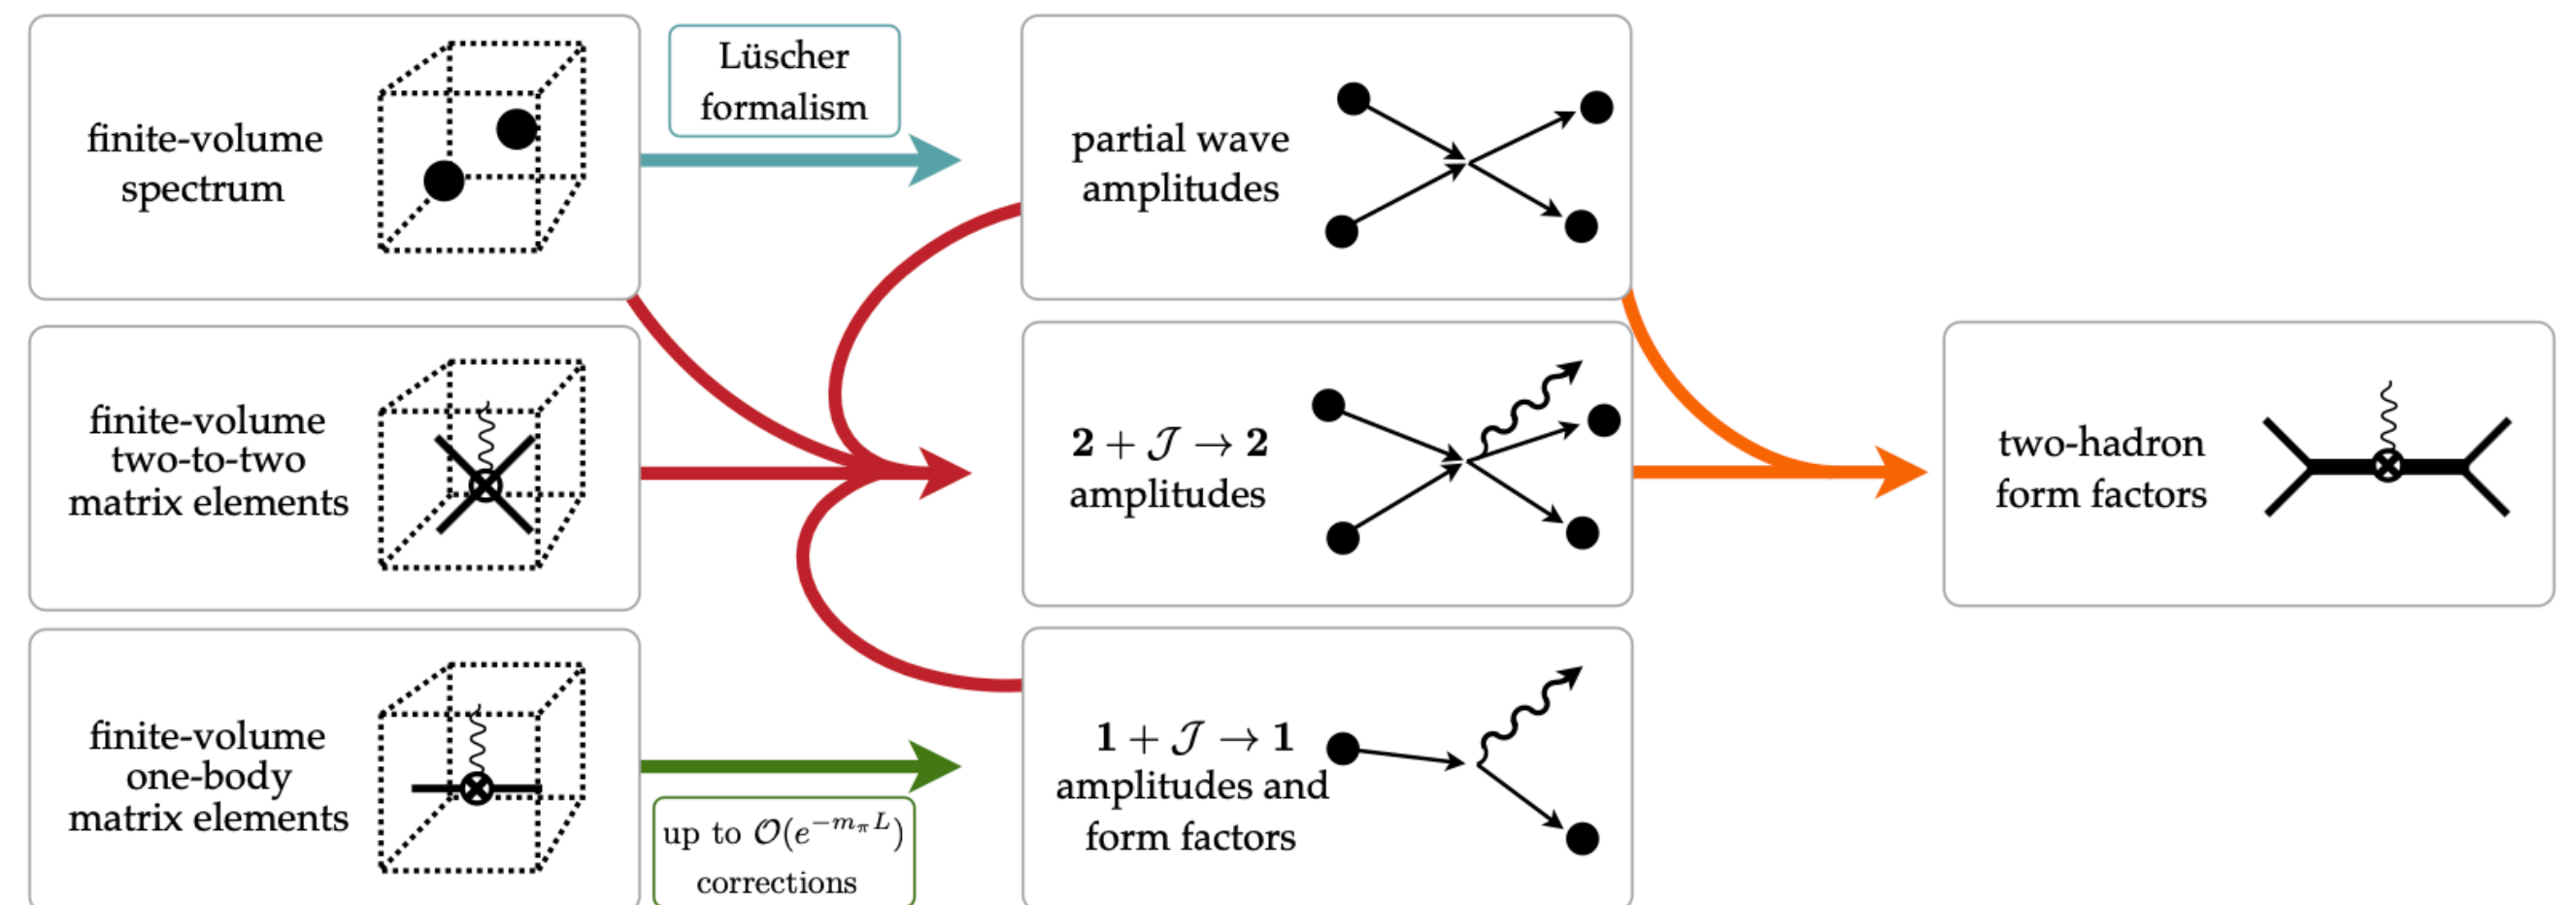 finite-volume
spectrum
Lüscher
formalism
partial wave
amplitudes
finite-volume
two-to-two
matrix elements
2 + 𝒥 → 2
amplitudes
two-hadron
form factors
finite-volume
one-body
matrix elements
up to 𝒪(e^{−m_π L})
corrections
1 + 𝒥 → 1
amplitudes and
form factors